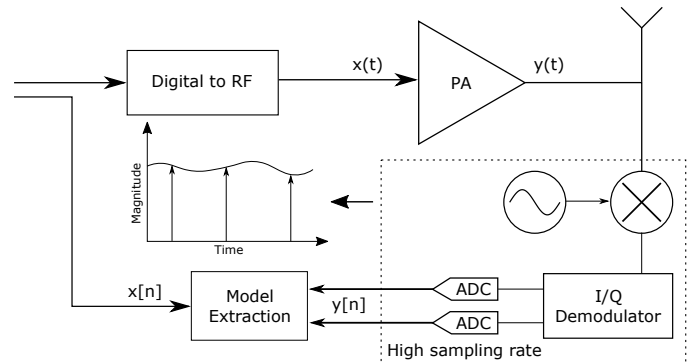 Digital to RF
x(t)
PA
y(t)
Magnitude
Time
x[n]
Model
Extraction
y[n]
ADC
ADC
I/Q
Demodulator
High sampling rate